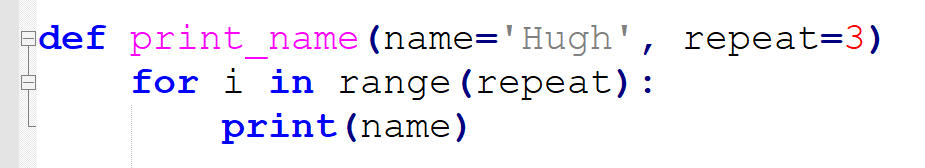 def print_name(name='Hugh', repeat=3)
    for i in range(repeat):
        print(name)